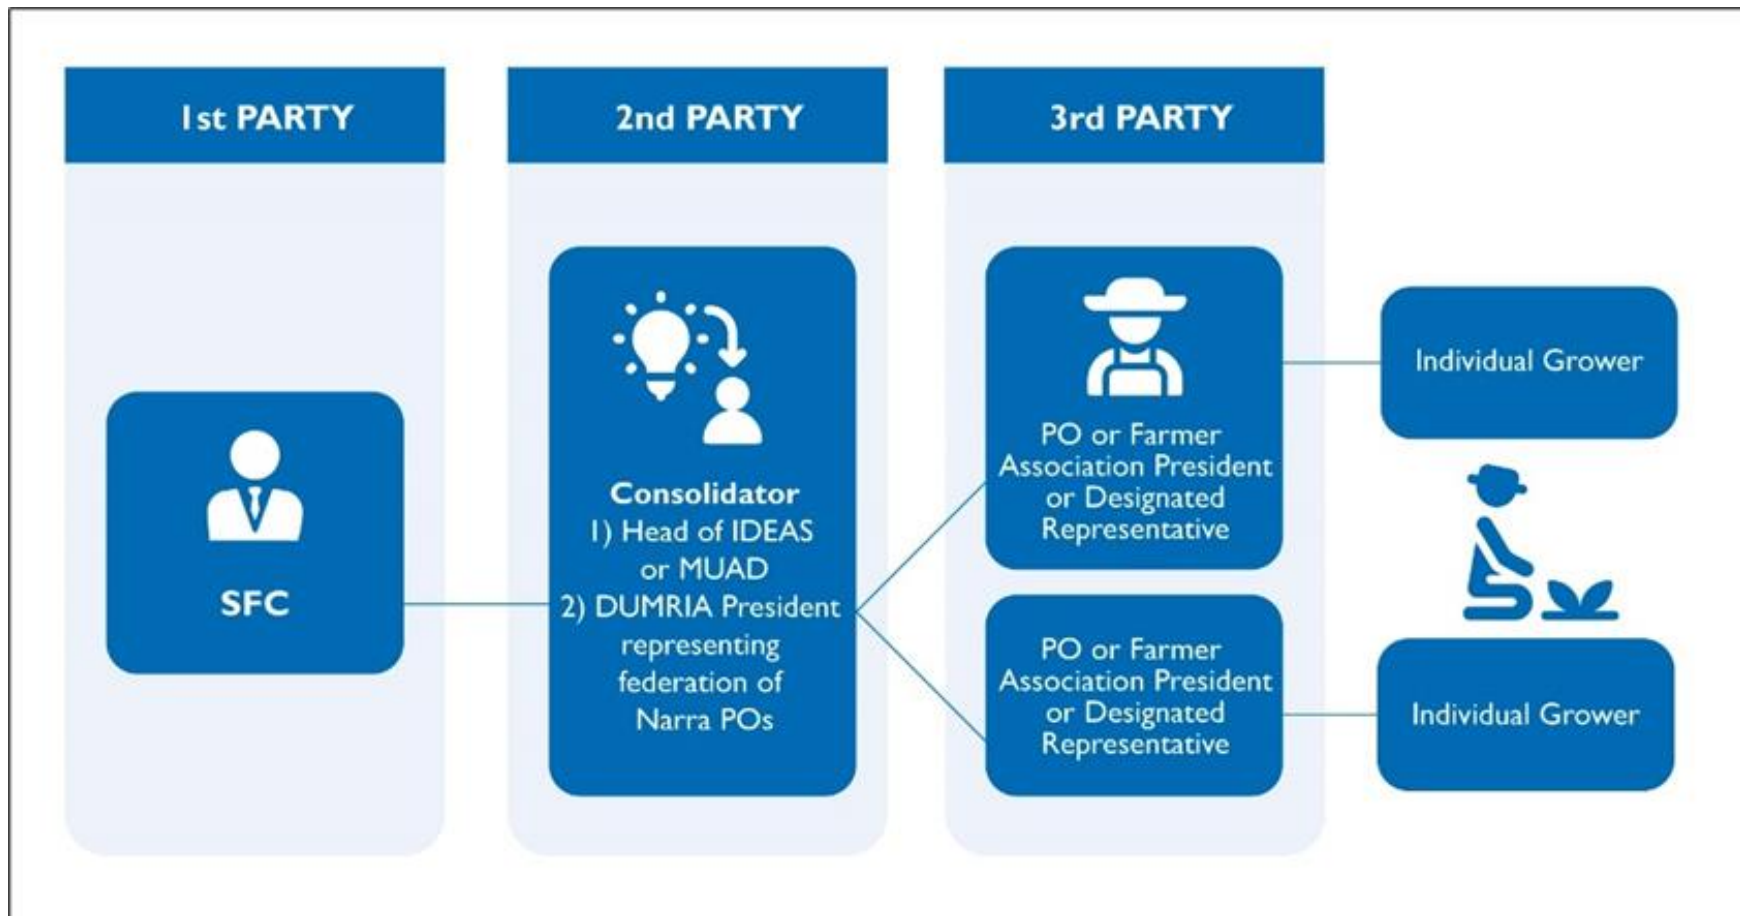 1st PARTY
2nd PARTY
3rd PARTY
SFC
Consolidator
1) Head of IDEAS
or MUAD
2) DUMRIA President
representing
federation of
Narra POs
PO or Farmer
Association President
or Designated
Representative
Individual Grower
PO or Farmer
Association President
or Designated
Representative
Individual Grower